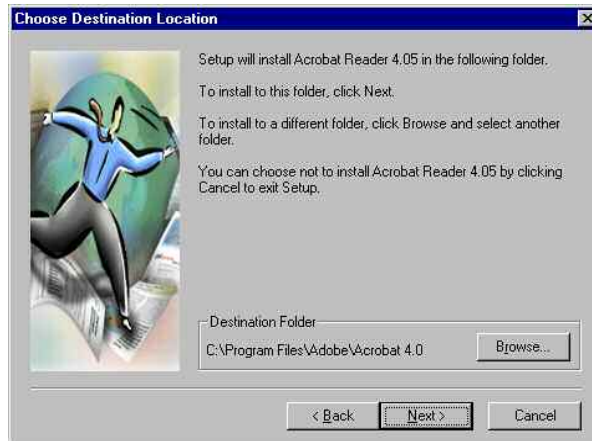 Choose Destination Location
Setup will install Acrobat Reader 4.05 in the following folder.
To install to this folder, click Next.
To install to a different folder, click Browse and select another
folder.
You can choose not to install Acrobat Reader 4.05 by clicking
Cancel to exit Setup.
Destination Folder
C:\Program Files\Adobe\Acrobat 4.0
Browse...
< Back
Next >
Cancel